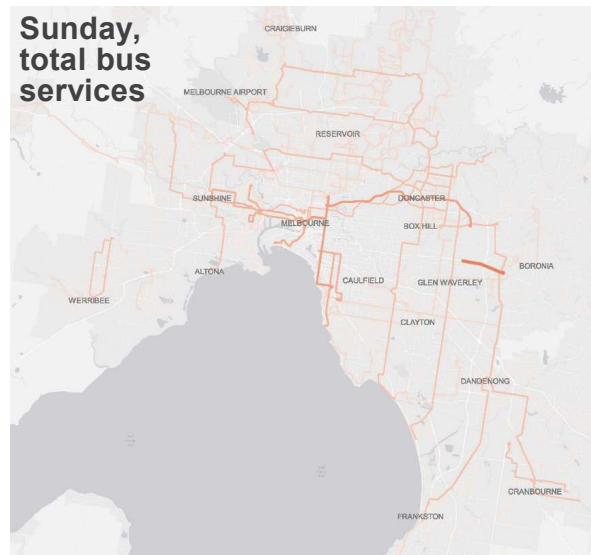 Sunday,
total bus
services
CRAIGIEBURN
MELBOURNE AIRPORT
RESERVOIR
SUNSHINE
DONCASTER
MELBOURNE
BOX HILL
BORONIA
ALTONA
CAULFIELD
GLEN WAVERLEY
WERRIBEE
CLAYTON
DANDENONG
CRANBOURNE
FRANKSTON